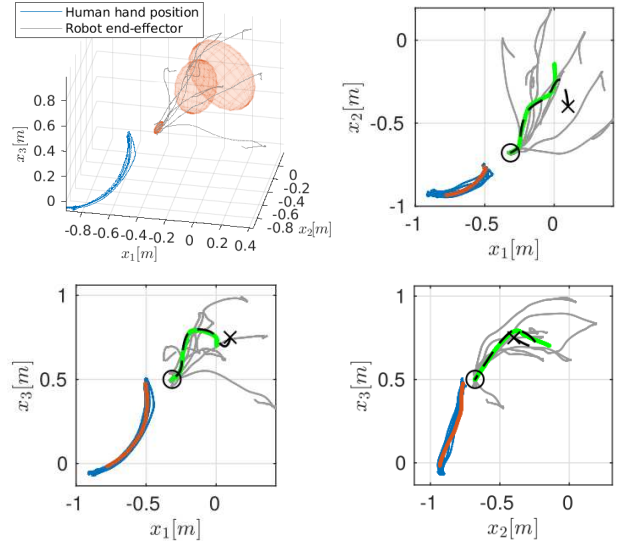 Human hand position
Robot end-effector
0.8
0.6
0.4
0.2
0
x₃[m]
-0.8 -0.6 -0.4 -0.2 0 0.2 0.4
x₁[m]
0
-0.2
-0.4
-0.6
-0.8
x₂[m]
0
-0.5
-1
x₂[m]
-1 -0.5 0
x₁[m]
1
0.5
0
x₃[m]
-1 -0.5 0
x₁[m]
1
0.5
0
x₃[m]
-1 -0.5 0
x₂[m]